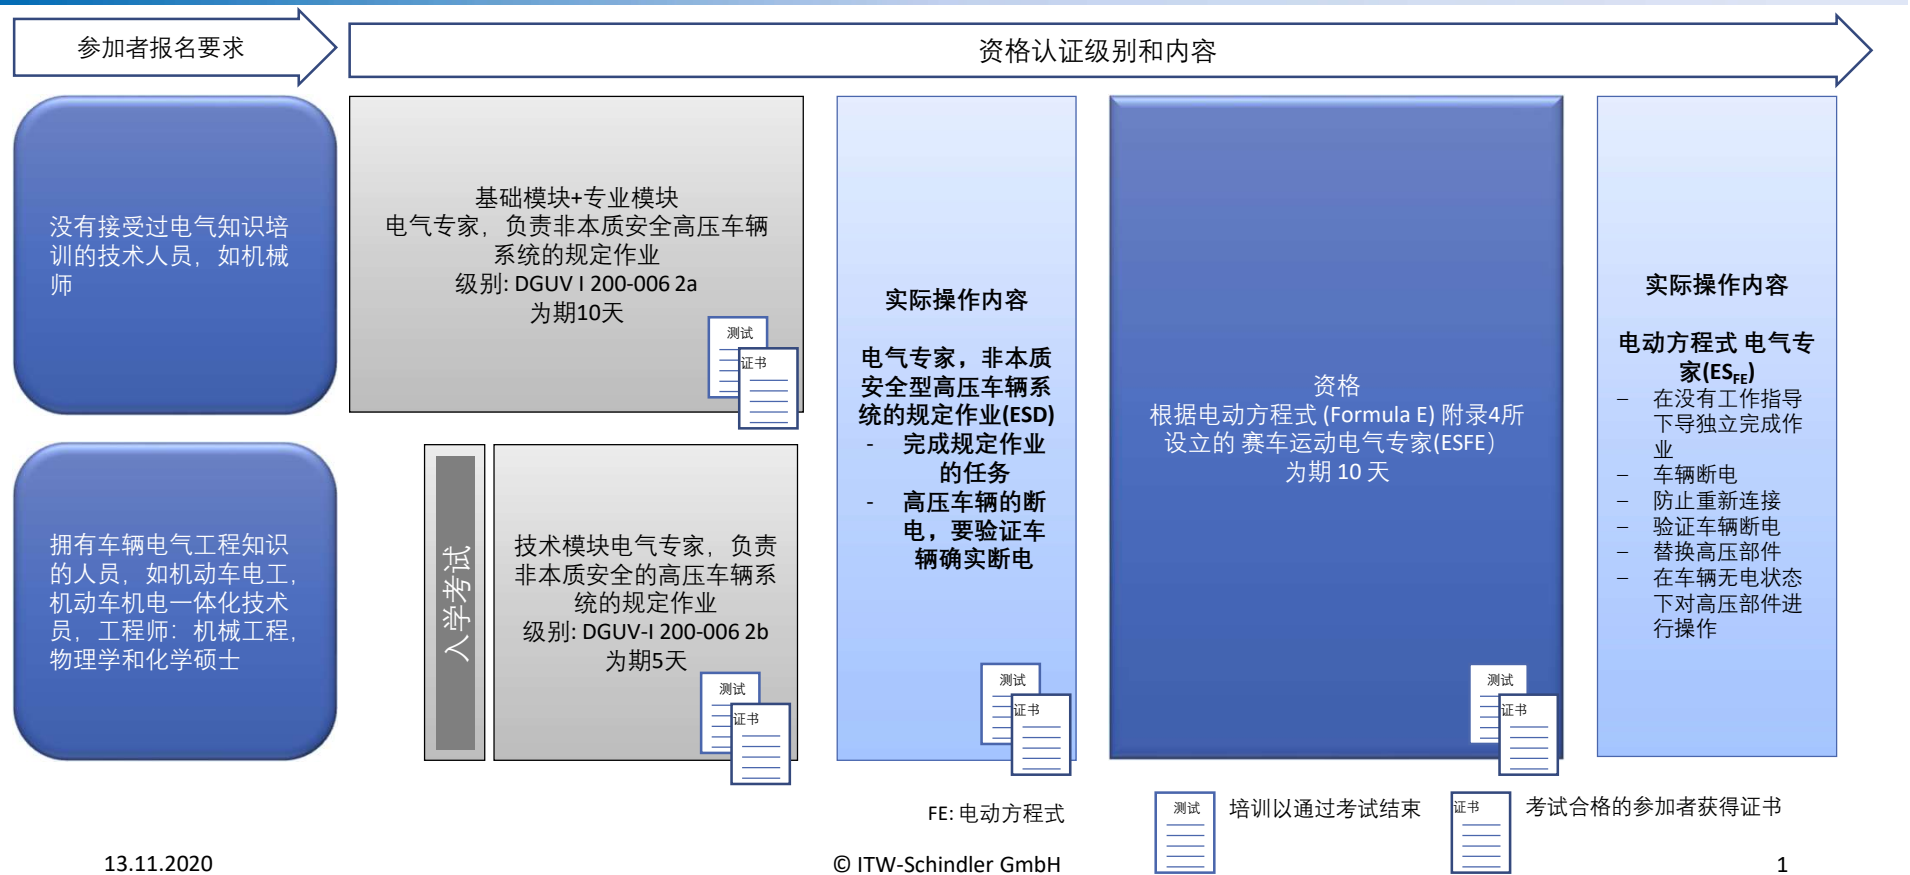 参加者报名要求
资格认证级别和内容
没有接受过电气知识培
训的技术人员，如机械
师
拥有车辆电气工程知识
的人员，如机动车电工,
机动车机电一体化技术
员，工程师：机械工程,
物理学和化学硕士
基础模块+专业模块
电气专家，负责非本质安全高压车辆
系统的规定作业
级别: DGUV I 200-006 2a
为期10天
测试
证书
入学考试
技术模块电气专家，负责
非本质安全的高压车辆系
统的规定作业
级别: DGUV-I 200-006 2b
为期5天
测试
证书
实际操作内容
电气专家，非本质
安全型高压车辆系
统的规定作业(ESD)
- 完成规定作业
的任务
- 高压车辆的断
电，要验证车
辆确实断电
测试
证书
资格
根据电动方程式 (Formula E) 附录4所
设立的 赛车运动电气专家(ESFE）
为期 10 天
测试
证书
实际操作内容
电动方程式 电气专
家(ESFE)
– 在没有工作指导
下导独立完成作
业
– 车辆断电
– 防止重新连接
– 验证车辆断电
– 替换高压部件
– 在车辆无电状态
下对高压部件进
行操作
FE: 电动方程式
测试
培训以通过考试结束
证书
考试合格的参加者获得证书
13.11.2020
© ITW-Schindler GmbH
1